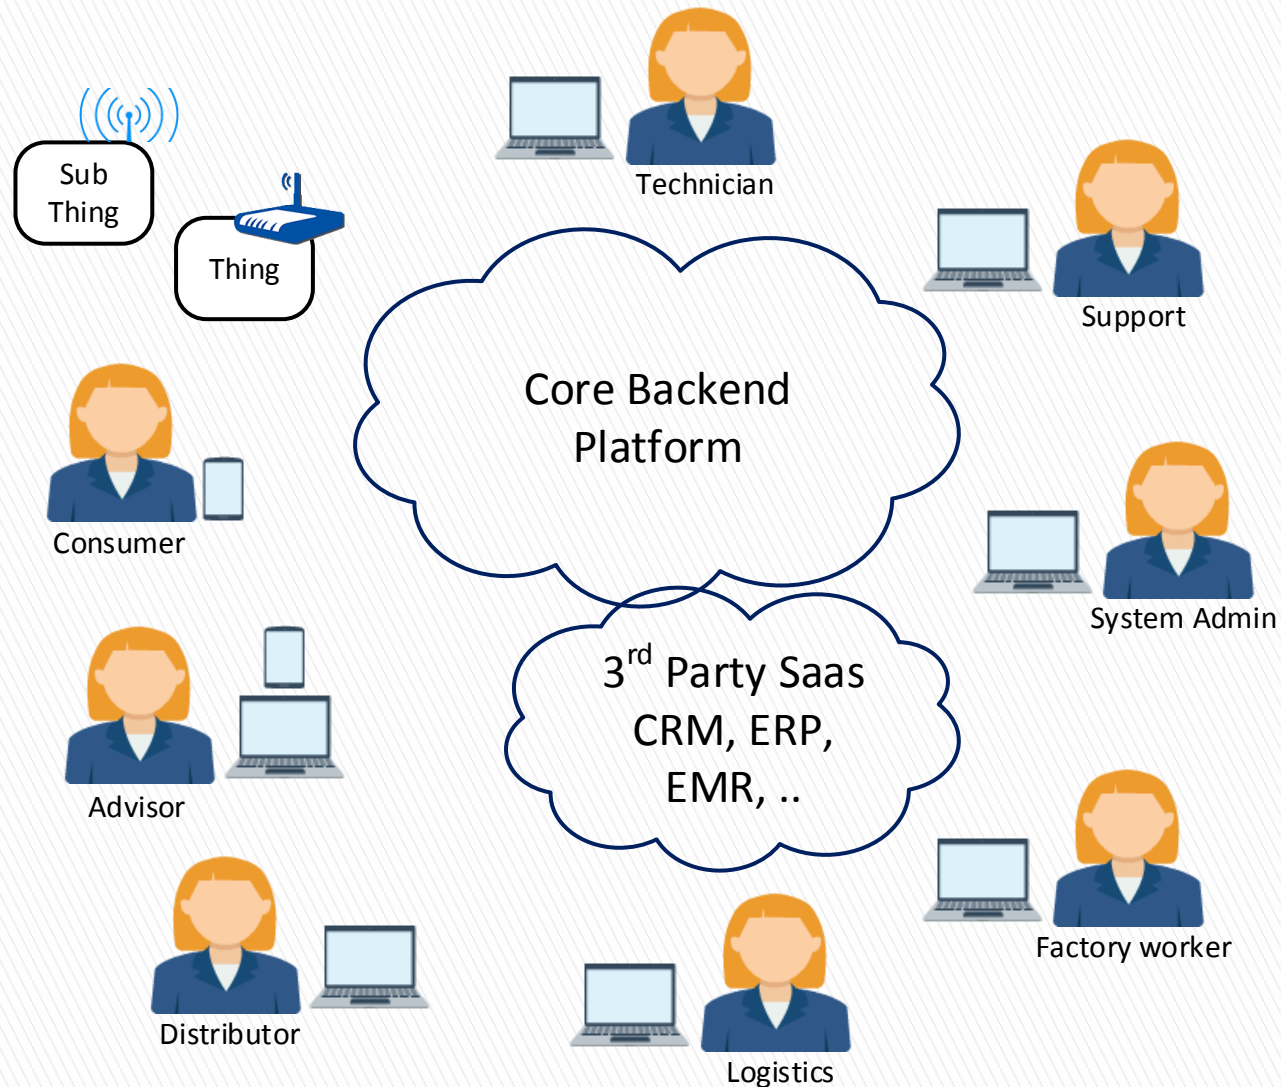 Technician
Sub
Thing
Thing
Support
Core Backend
Platform
Consumer
System Admin
3rd Party Saas
CRM, ERP,
EMR, ..
Advisor
Factory worker
Distributor
Logistics